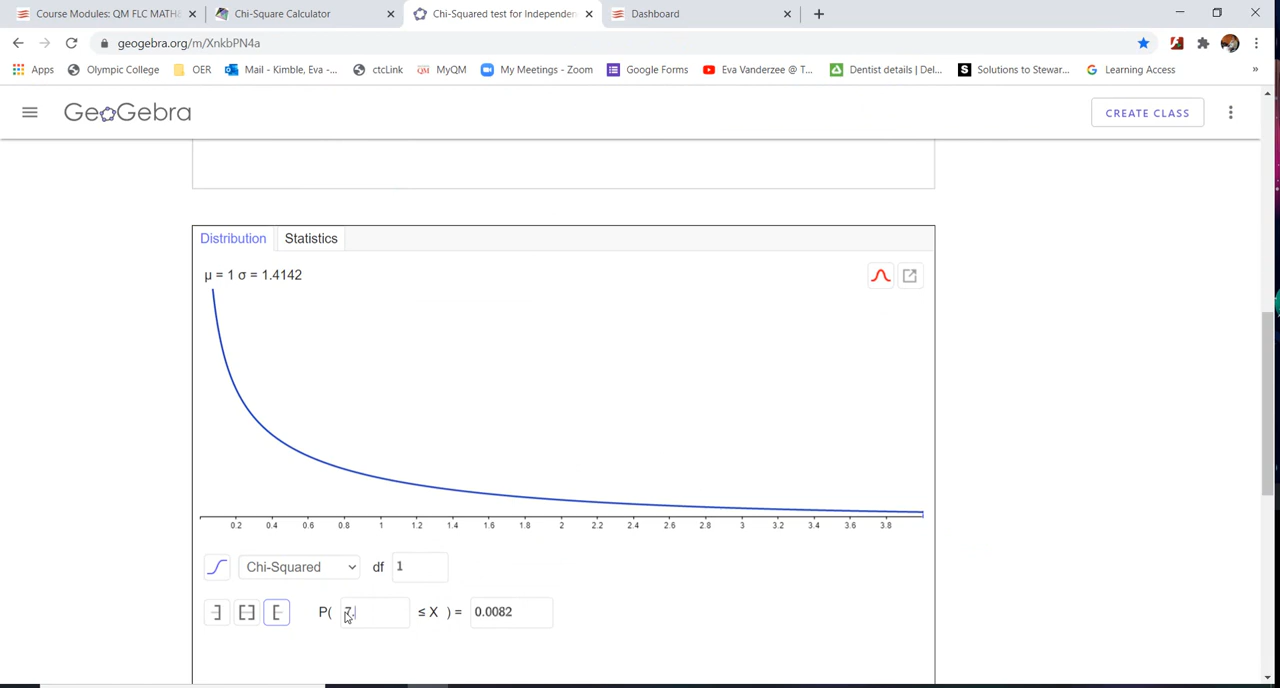 Course Modules: QM FLC MATH&
Chi-Square Calculator
Chi-Squared test for Independen
Dashboard
geogebra.org/m/XnkbPN4a
Apps Olympic College OER Mail - Kimble, Eva -... ctcLink QM MyQM My Meetings - Zoom Google Forms Eva Vanderzee @ T... Dentist details | Del... S Solutions to Stewar... Learning Access »
GeoGebra
CREATE CLASS
Distribution Statistics
μ = 1 σ = 1.4142
0.2 0.4 0.6 0.8 1 1.2 1.4 1.6 1.8 2 2.2 2.4 2.6 2.8 3 3.2 3.4 3.6 3.8
Chi-Squared df 1
P( 7. ≤ X ) = 0.0082